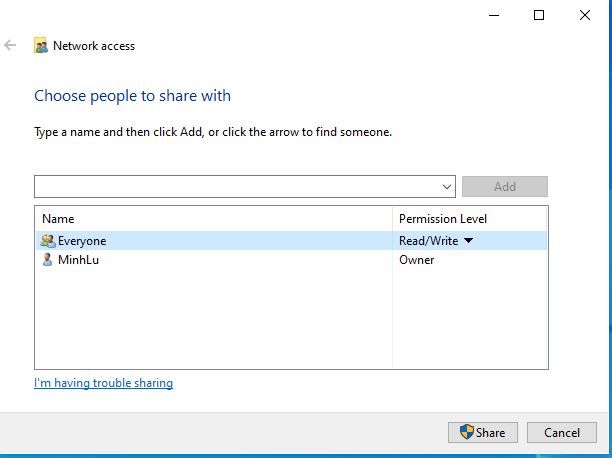 Network access
Choose people to share with
Type a name and then click Add, or click the arrow to find someone.
Add
Name Permission Level
Everyone Read/Write
MinhLu Owner
I'm having trouble sharing
Share Cancel